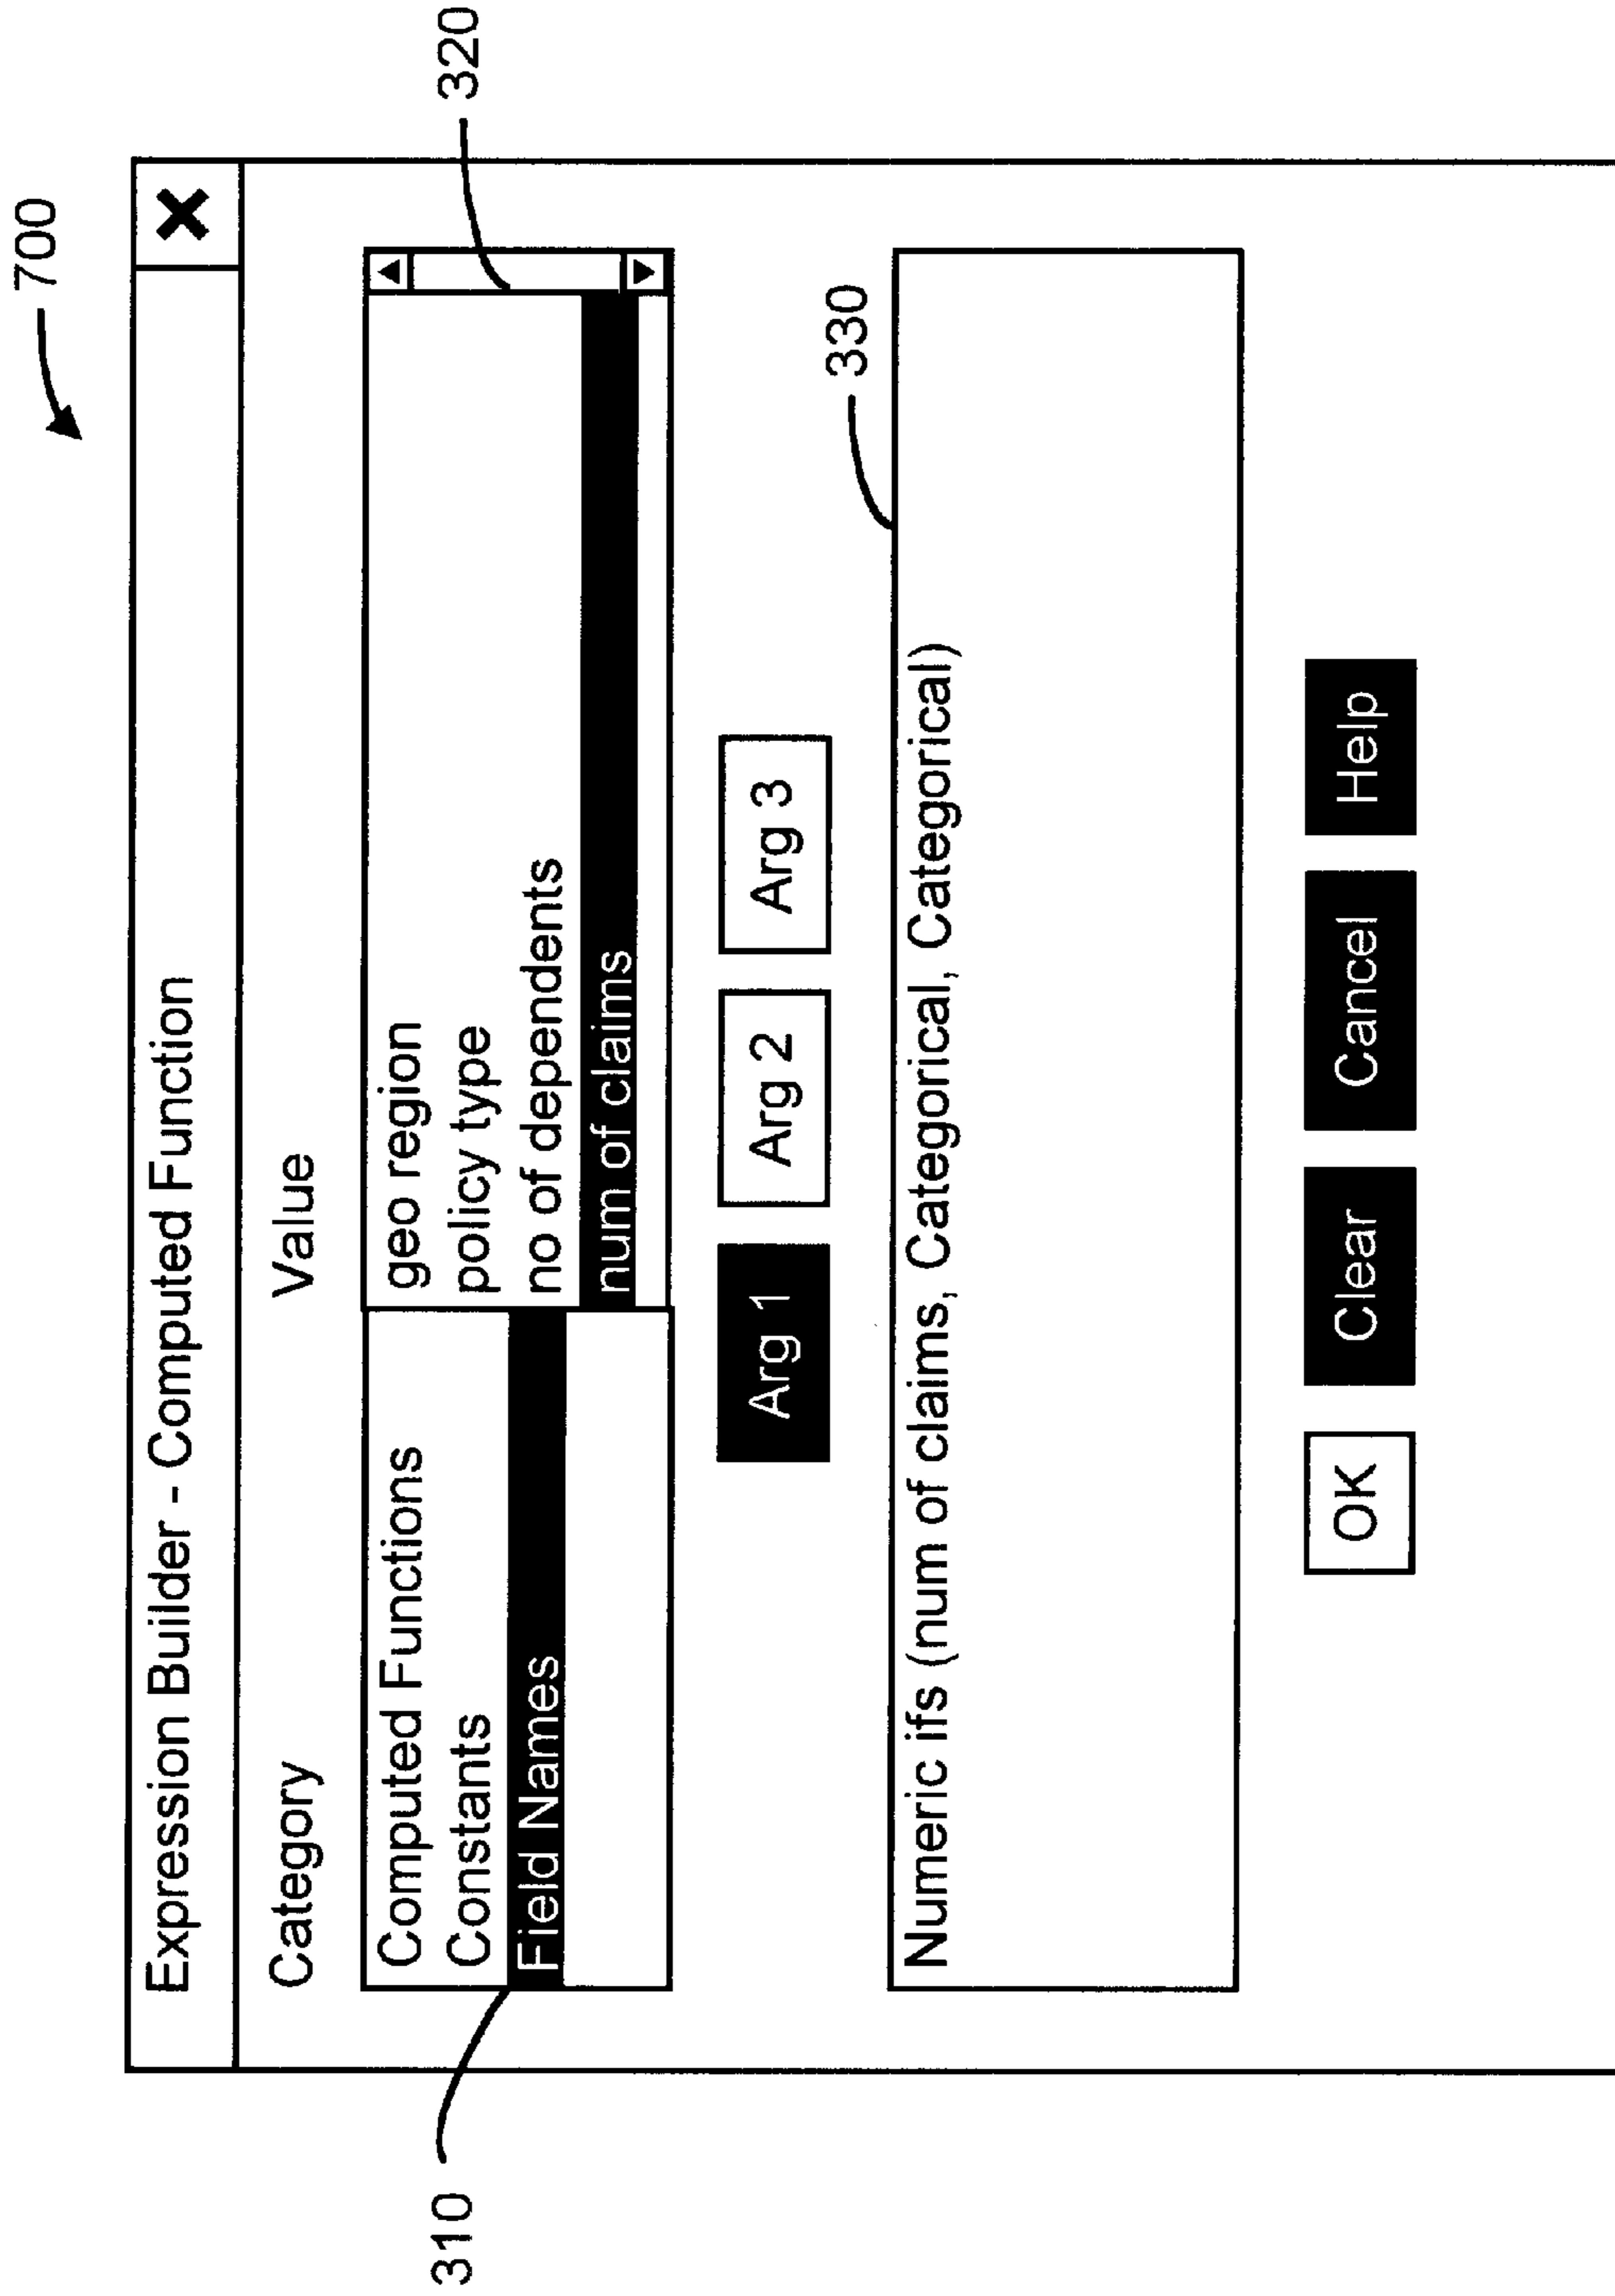 700
Expression Builder - Computed Function
Category Value
310
Computed Functions
Constants
Field Names
geo region
policy type
no of dependents
num of claims
320
Arg 1 Arg 2 Arg 3
330
Numeric ifs (num of claims, Categorical, Categorical)
OK Clear Cancel Help